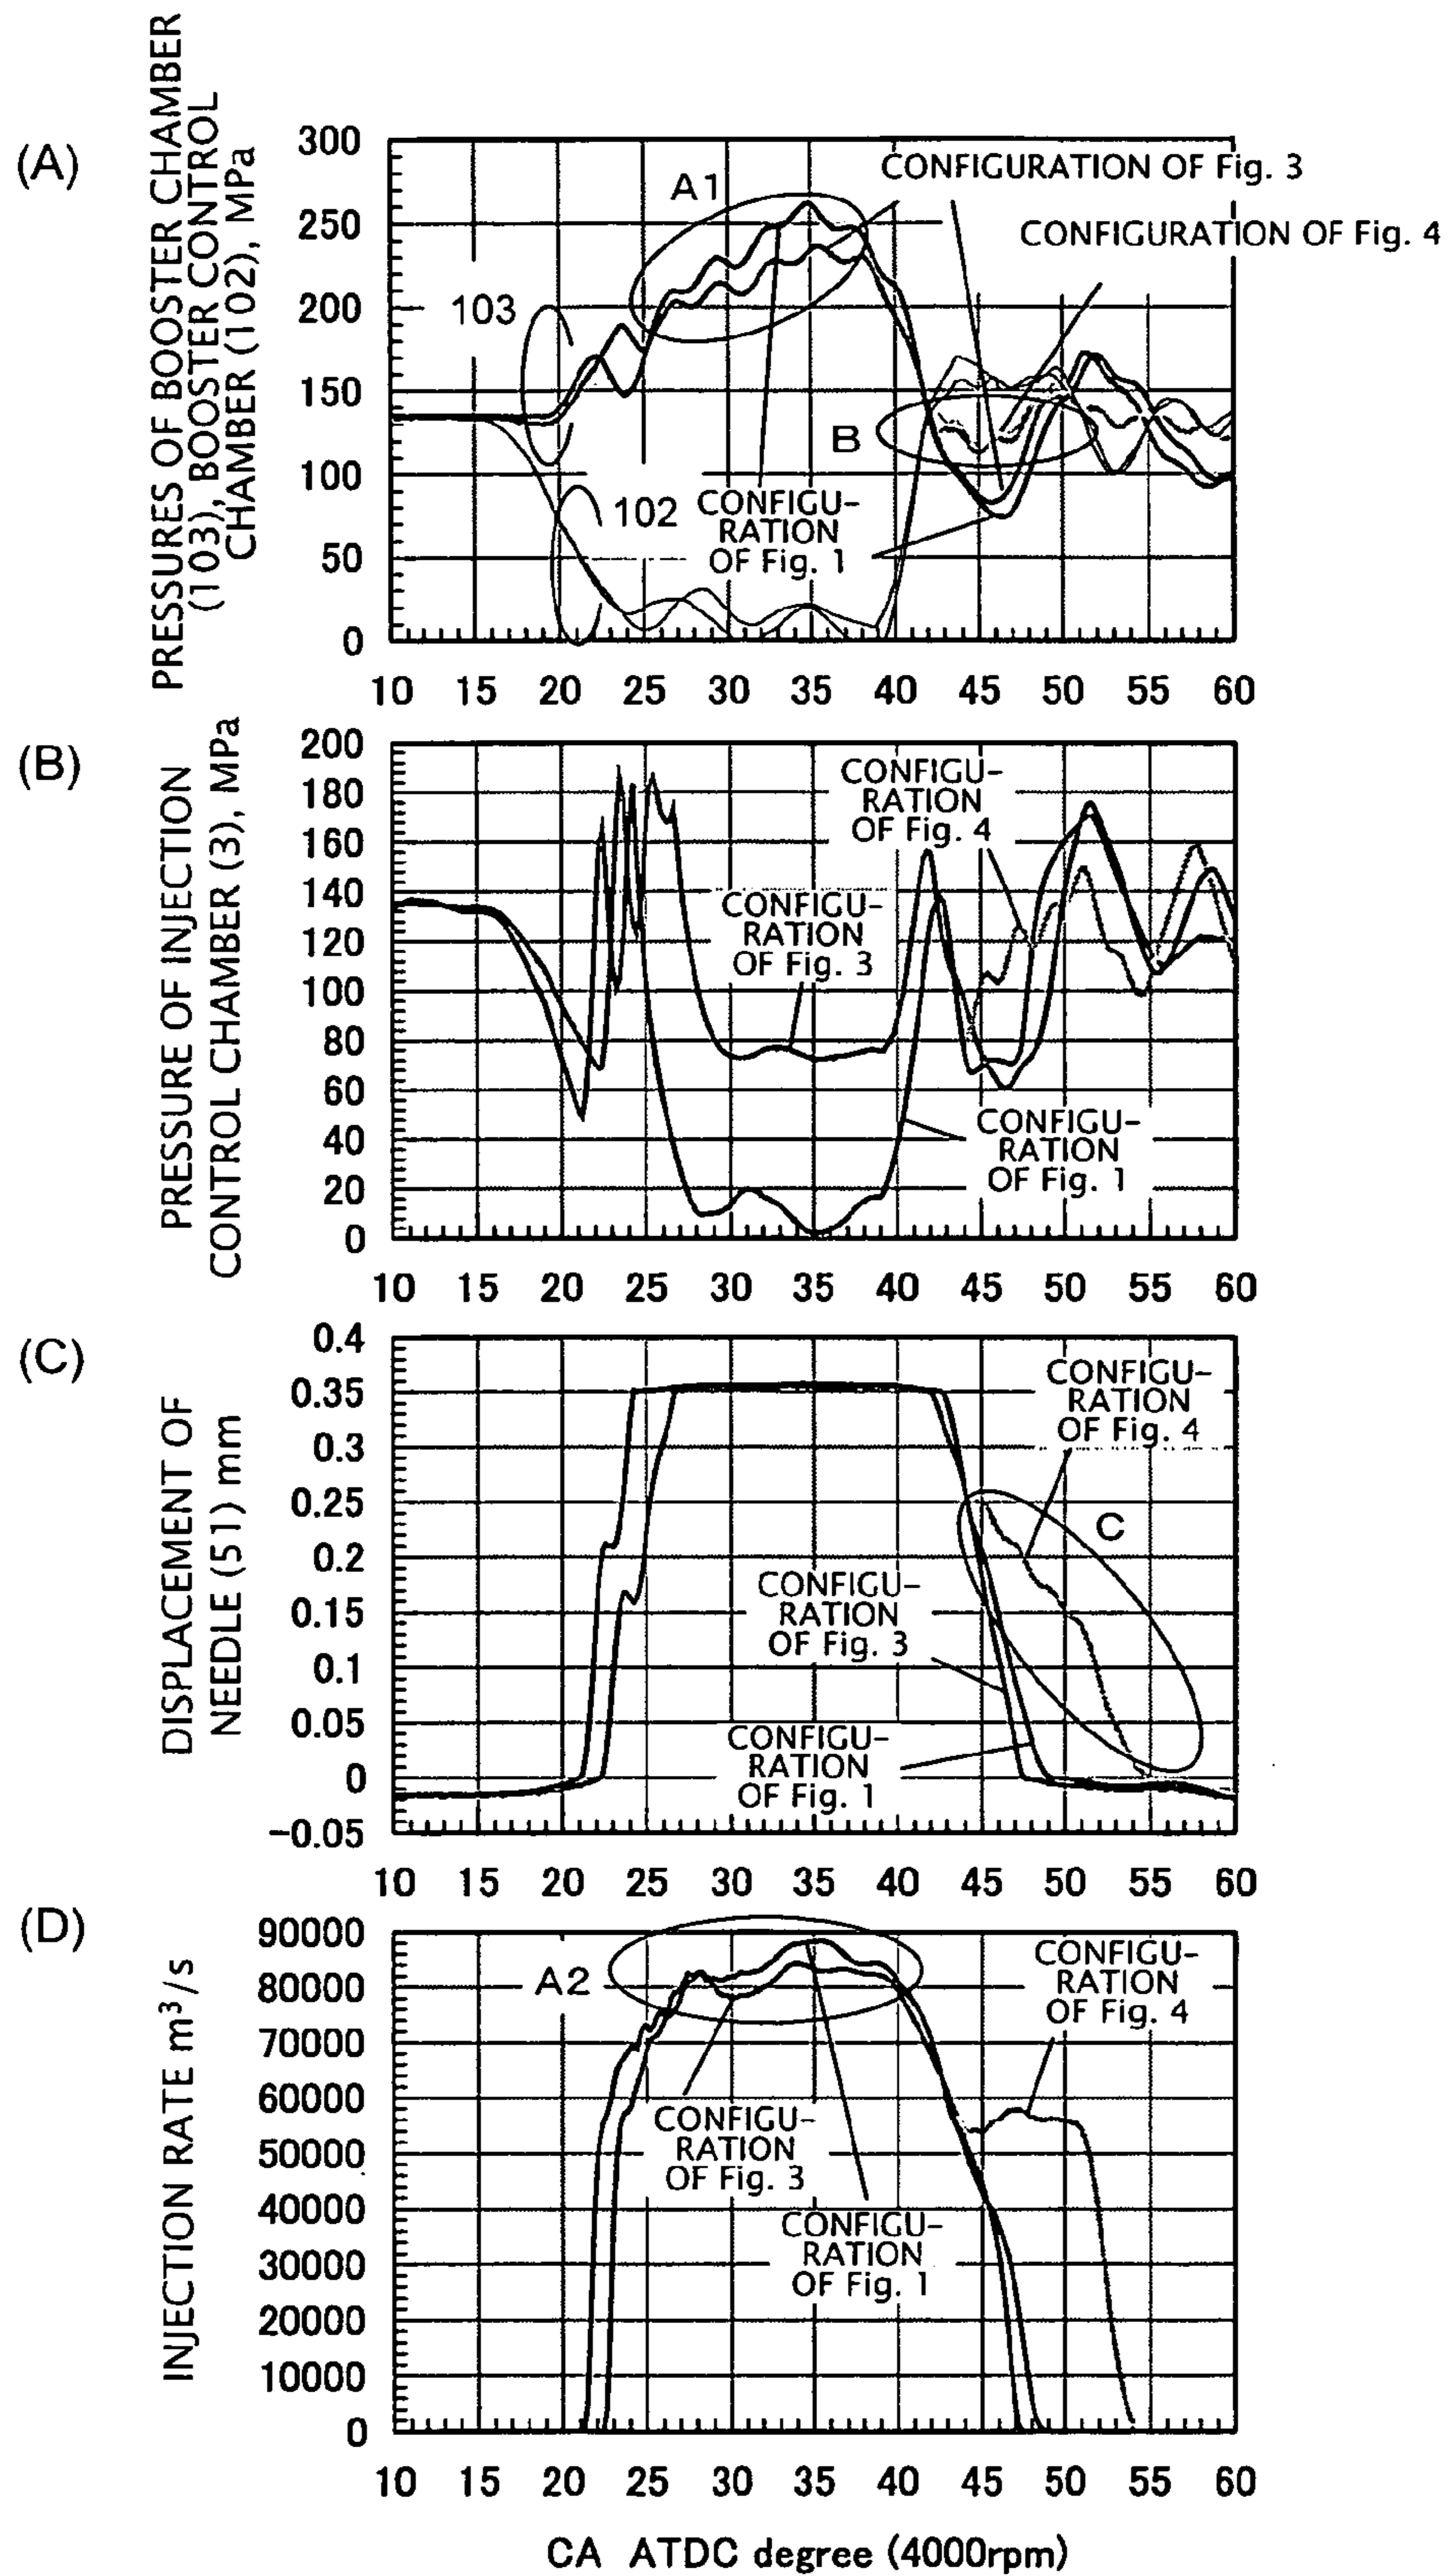 (A)
PRESSURES OF BOOSTER CHAMBER
(103), BOOSTER CONTROL
CHAMBER (102), MPa
300
250
200
150
100
50
0
A1
CONFIGURATION OF Fig. 3
CONFIGURATION OF Fig. 4
103
B
102
CONFIGU-
RATION
OF Fig. 1
10 15 20 25 30 35 40 45 50 55 60
(B)
PRESSURE OF INJECTION
CONTROL CHAMBER (3), MPa
200
180
160
140
120
100
80
60
40
20
0
CONFIGU-
RATION
OF Fig. 4
CONFIGU-
RATION
OF Fig. 3
CONFIGU-
RATION
OF Fig. 1
10 15 20 25 30 35 40 45 50 55 60
(C)
DISPLACEMENT OF
NEEDLE (51) mm
0.4
0.35
0.3
0.25
0.2
0.15
0.1
0.05
0
-0.05
CONFIGU-
RATION
OF Fig. 4
C
CONFIGU-
RATION
OF Fig. 3
CONFIGU-
RATION
OF Fig. 1
10 15 20 25 30 35 40 45 50 55 60
(D)
INJECTION RATE m³/s
90000
80000
70000
60000
50000
40000
30000
20000
10000
0
A2
CONFIGU-
RATION
OF Fig. 4
CONFIGU-
RATION
OF Fig. 3
CONFIGU-
RATION
OF Fig. 1
10 15 20 25 30 35 40 45 50 55 60
CA ATDC degree (4000rpm)